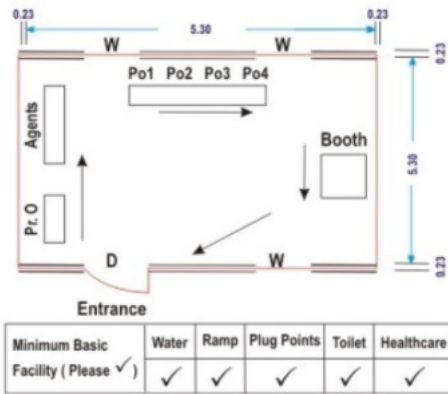 0.23 5.30 0.23
W W
0.23
Po1 Po2 Po3 Po4
Agents
Booth
5.30
Pr. O
D W
0.23
Entrance
Minimum Basic Facility ( Please ✓ ) Water Ramp Plug Points Toilet Healthcare
✓ ✓ ✓ ✓ ✓